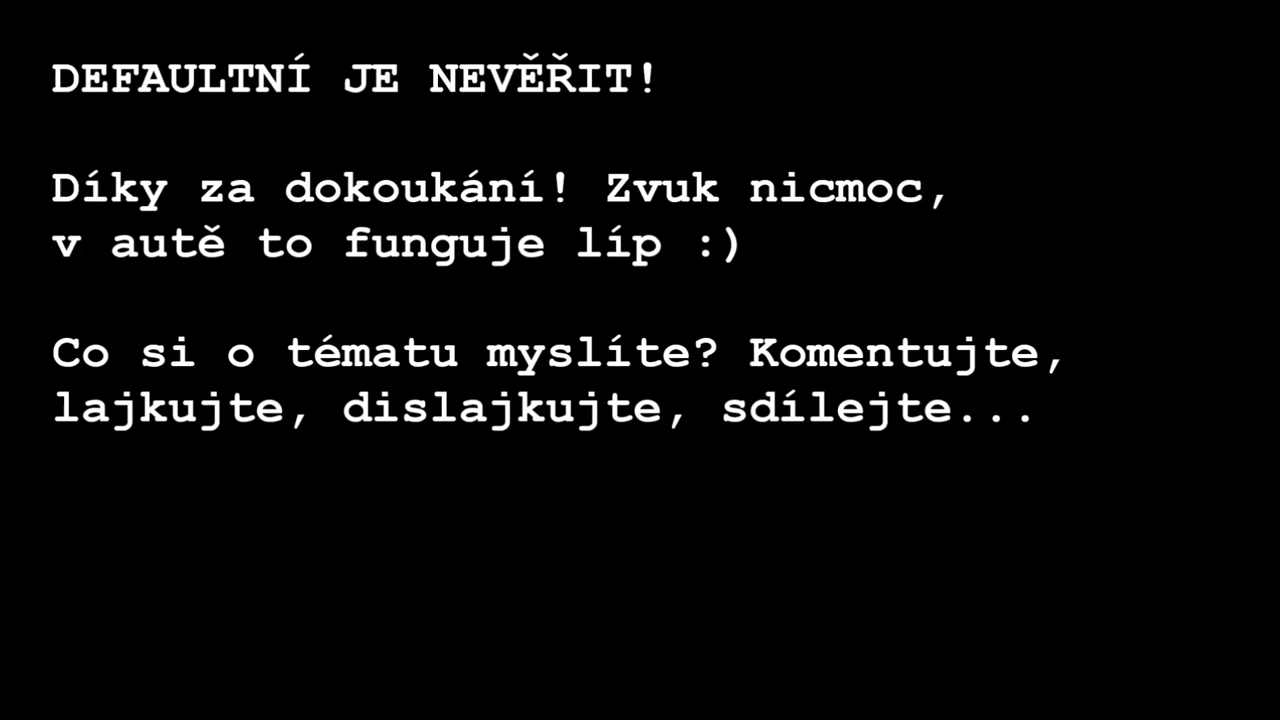 DEFAULTNÍ JE NEVĚŘIT!
Díky za dokoukání! Zvuk nicmoc,
v autě to funguje líp :)
Co si o tématu myslíte? Komentujte,
lajkujte, dislajkujte, sdílejte...